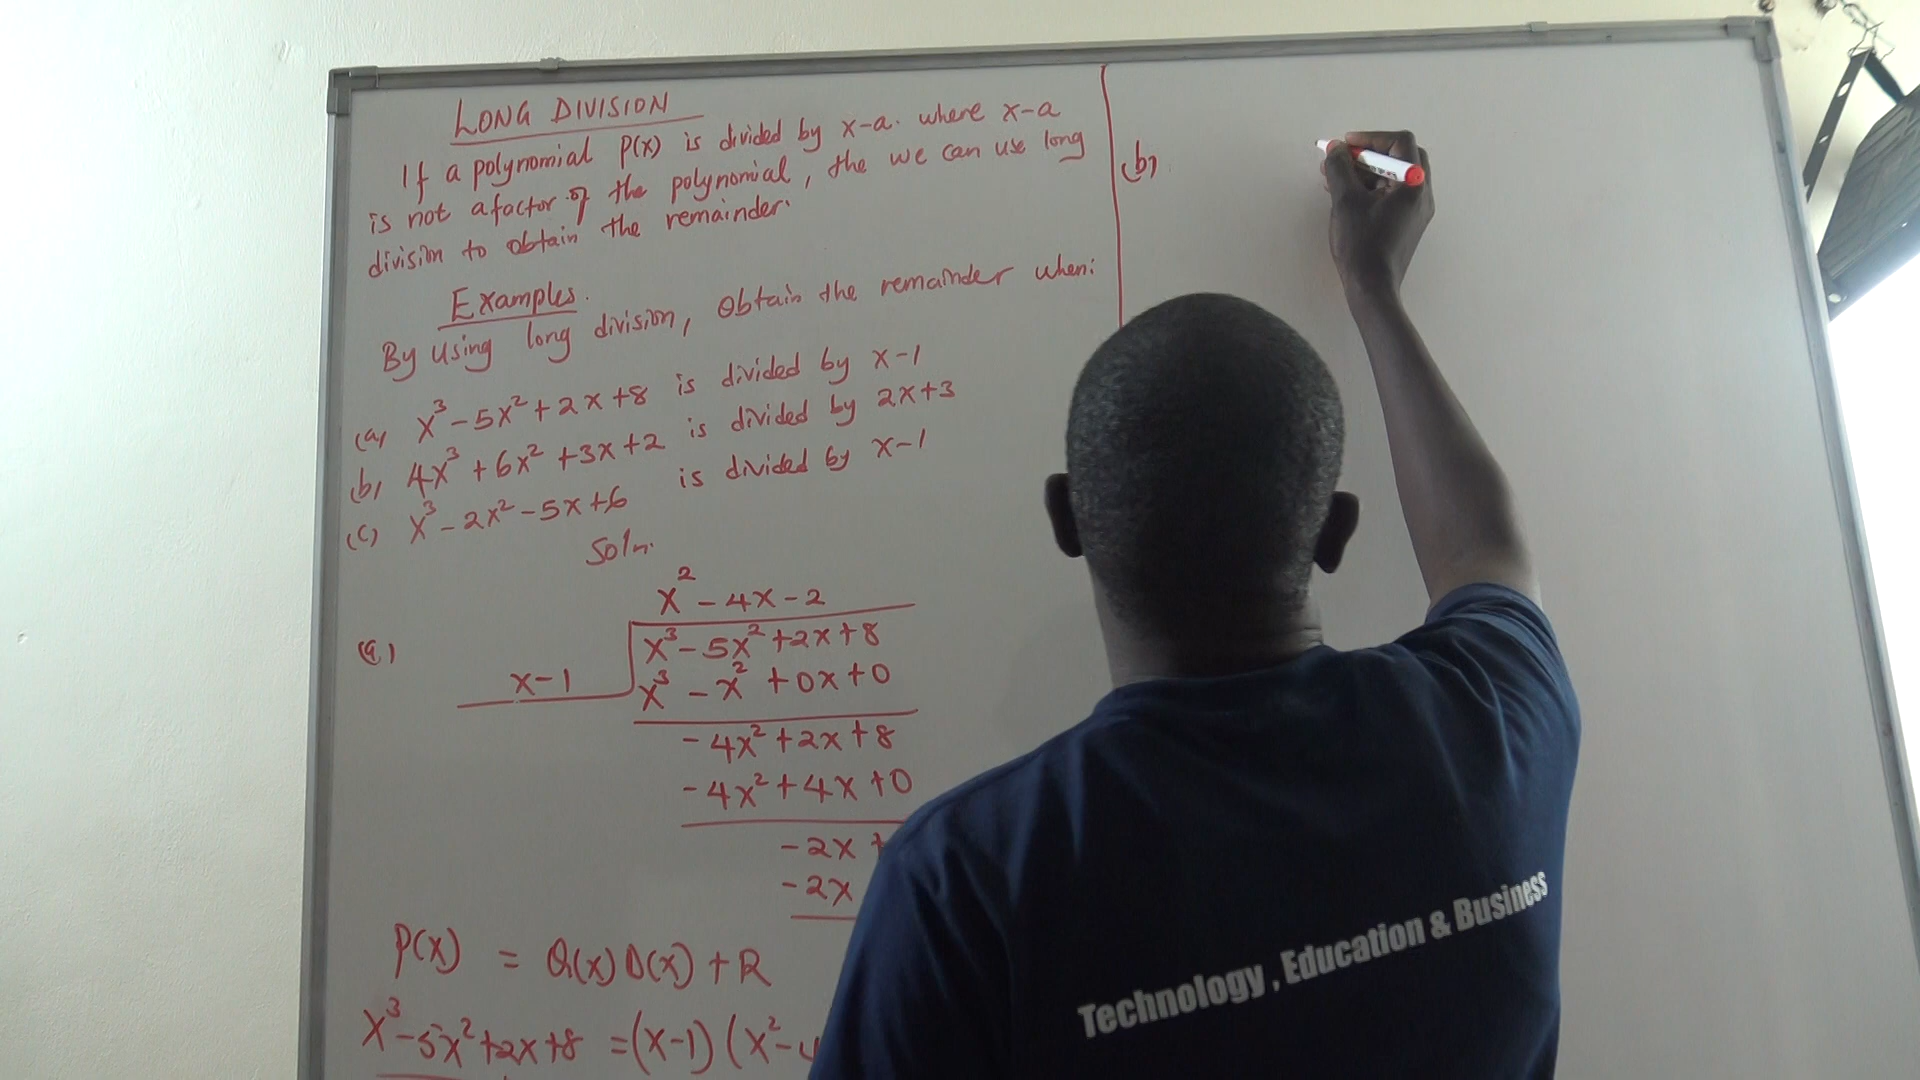 LONG DIVISION
If a polynomial P(x) is divided by x-a. where x-a
is not a factor of the polynomial, the we can use long
division to obtain the remainder.
Examples.
By using long division, obtain the remainder when:
(a) x³ - 5x² + 2x + 8 is divided by x-1
(b) 4x³ + 6x² + 3x + 2 is divided by 2x+3
(c) x³ - 2x² - 5x + 6 is divided by x-1
Soln.
x² - 4x - 2
(a)
x³ - 5x² + 2x + 8
x-1
x³ - x² + 0x + 0
- 4x² + 2x + 8
- 4x² + 4x + 0
- 2x +
- 2x
P(x) = Q(x) D(x) + R
x³ - 5x² + 2x + 8 = (x-1) (x² - 4
(b)
Technology , Education & Business